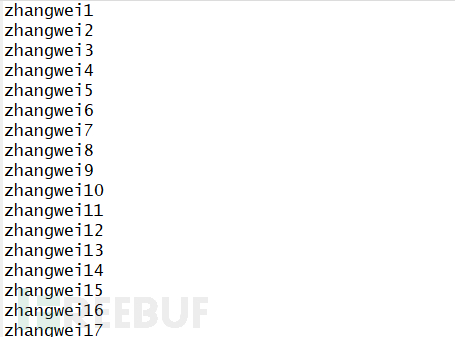 zhangwei1
zhangwei2
zhangwei3
zhangwei4
zhangwei5
zhangwei6
zhangwei7
zhangwei8
zhangwei9
zhangwei10
zhangwei11
zhangwei12
zhangwei13
zhangwei14
zhangwei15
zhangwei16
zhangwei17
FREEBUF